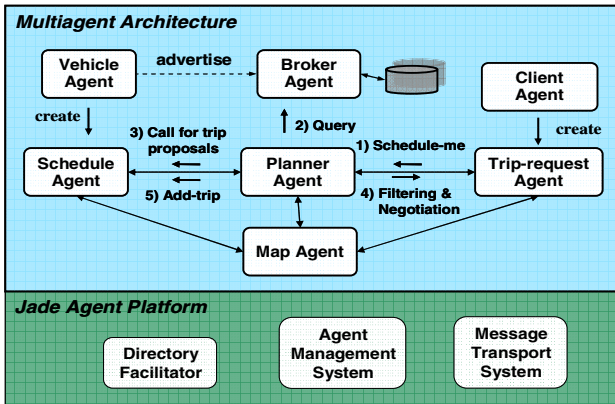 Multiagent Architecture
Vehicle
Agent
advertise
Broker
Agent
Client
Agent
create
2) Query
create
3) Call for trip
proposals
1) Schedule-me
Schedule
Agent
Planner
Agent
Trip-request
Agent
5) Add-trip
4) Filtering &
Negotiation
Map Agent
Jade Agent Platform
Directory
Facilitator
Agent
Management
System
Message
Transport
System